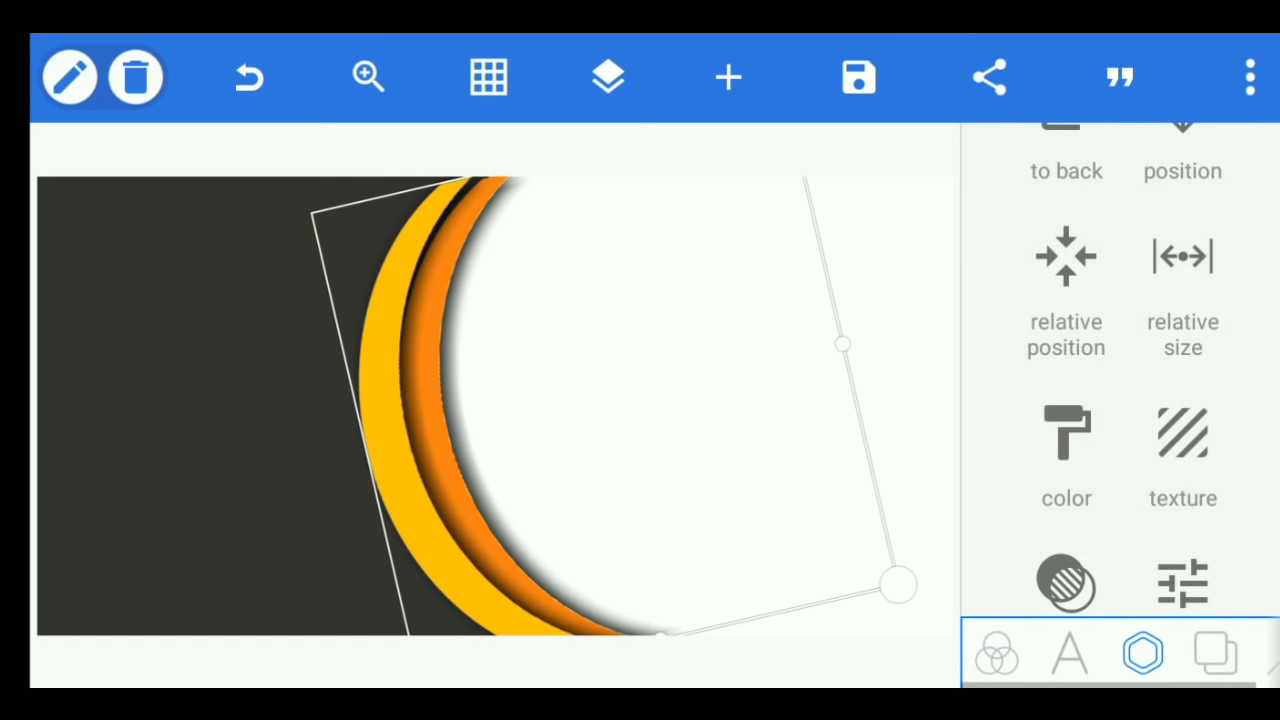 to back
position
relative
position
relative
size
color
texture